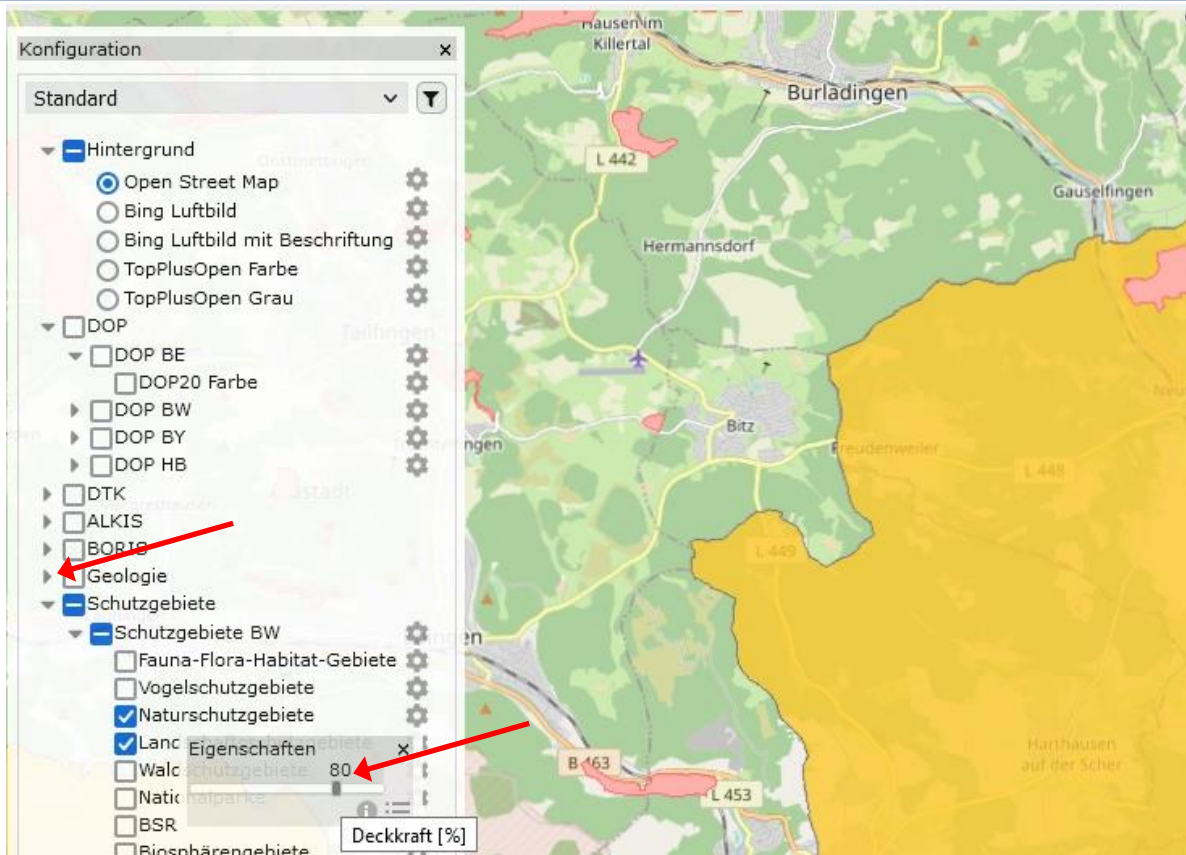 Konfiguration
Standard
Hintergrund
Open Street Map
Bing Luftbild
Bing Luftbild mit Beschriftung
TopPlusOpen Farbe
TopPlusOpen Grau
DOP
DOP BE
DOP20 Farbe
DOP BW
DOP BY
DOP HB
DTK
ALKIS
BORIS
Geologie
Schutzgebiete
Schutzgebiete BW
Fauna-Flora-Habitat-Gebiete
Vogelschutzgebiete
Naturschutzgebiete
Eigenschaften
80
BSR
Deckkraft [%]
Biosphärengebiete
Hausen im
Killertal
Burladingen
L 442
Gauselfingen
Hermannsdorf
Tailfingen
Bitz
ngen
Freudenweiler
L 448
L 449
ingen
Harthausen
auf der Scher
B 463
L 453